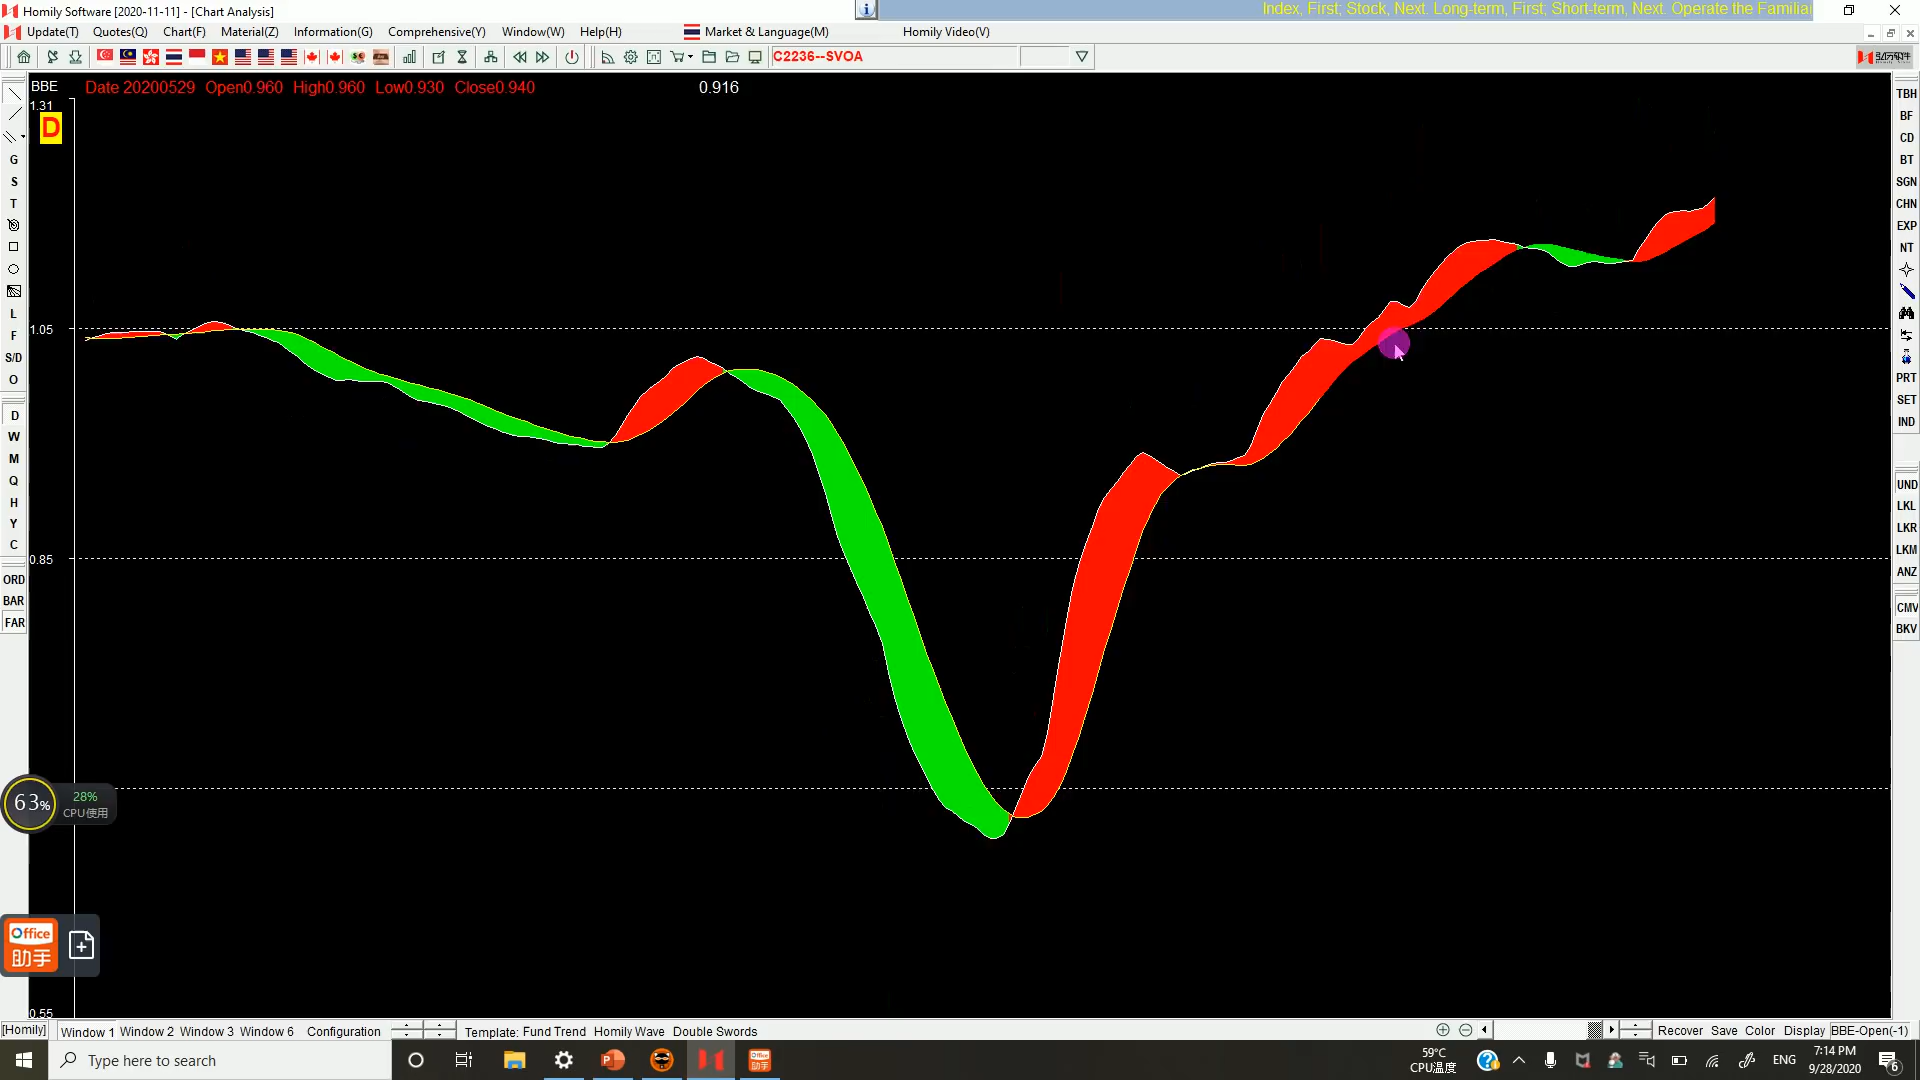 Homily Software [2020-11-11] - [Chart Analysis]
Index, First; Stock, Next. Long-term, First; Short-term, Next. Operate the Familiar
Update(T) Quotes(Q) Chart(F) Material(Z) Information(G) Comprehensive(Y) Window(W) Help(H) Market & Language(M) Homily Video(V)
C2236--SVOA
弘历软件
BBE Date 20200529 Open0.960 High0.960 Low0.930 Close0.940 0.916
1.31
D
1.05
0.85
0.55
G
S
T
L
F
S/D
O
D
W
M
Q
H
Y
C
ORD
BAR
FAR
TBH
BF
CD
BT
SGN
CHN
EXP
NT
PRT
SET
IND
UND
LKL
LKR
LKM
ANZ
CMV
BKV
63%
28%
CPU使用
Office
助手
[Homily] Window 1 Window 2 Window 3 Window 6 Configuration Template: Fund Trend Homily Wave Double Swords Recover Save Color Display BBE-Open(-1)
Type here to search
59°C
CPU温度
ENG
7:14 PM
9/28/2020
6